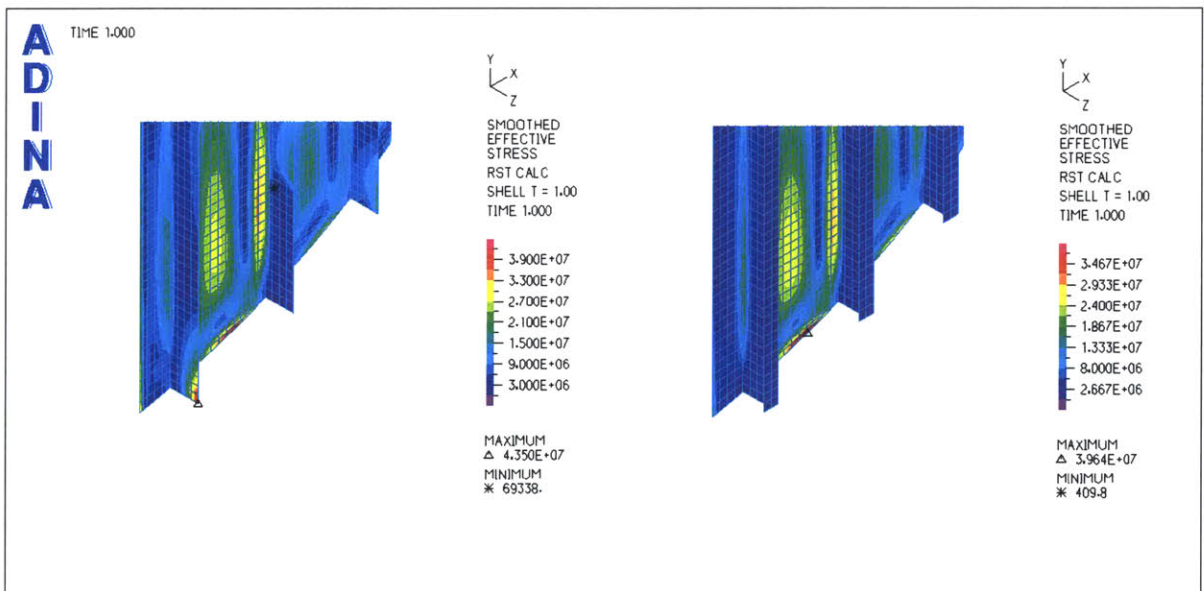 ADINA
TIME 1.000
Y
X
Z
SMOOTHED
EFFECTIVE
STRESS
RST CALC
SHELL T = 1.00
TIME 1.000
3.900E+07
3.300E+07
2.700E+07
2.100E+07
1.500E+07
9.000E+06
3.000E+06
MAXIMUM
△ 4.350E+07
MINIMUM
✳ 69338.
Y
X
Z
SMOOTHED
EFFECTIVE
STRESS
RST CALC
SHELL T = 1.00
TIME 1.000
3.467E+07
2.933E+07
2.400E+07
1.867E+07
1.333E+07
8.000E+06
2.667E+06
MAXIMUM
△ 3.964E+07
MINIMUM
✳ 409.8